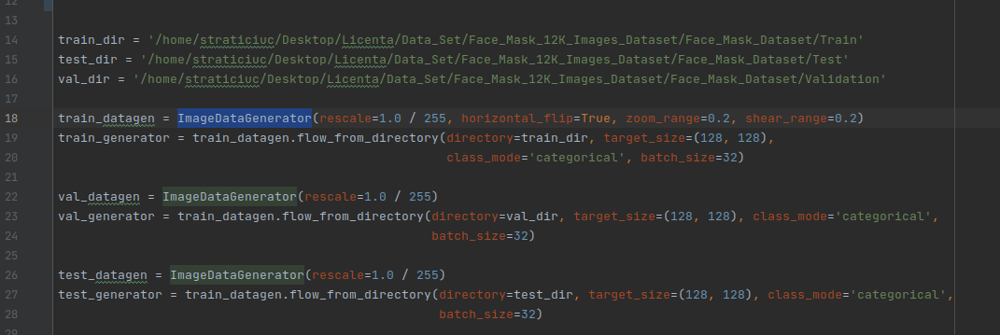 12
13
14 train_dir = '/home/straticiuc/Desktop/Licenta/Data_Set/Face_Mask_12K_Images_Dataset/Face_Mask_Dataset/Train'
15 test_dir = '/home/straticiuc/Desktop/Licenta/Data_Set/Face_Mask_12K_Images_Dataset/Face_Mask_Dataset/Test'
16 val_dir = '/home/straticiuc/Desktop/Licenta/Data_Set/Face_Mask_12K_Images_Dataset/Face_Mask_Dataset/Validation'
17
18 train_datagen = ImageDataGenerator(rescale=1.0 / 255, horizontal_flip=True, zoom_range=0.2, shear_range=0.2)
19 train_generator = train_datagen.flow_from_directory(directory=train_dir, target_size=(128, 128),
20 class_mode='categorical', batch_size=32)
21
22 val_datagen = ImageDataGenerator(rescale=1.0 / 255)
23 val_generator = train_datagen.flow_from_directory(directory=val_dir, target_size=(128, 128), class_mode='categorical',
24 batch_size=32)
25
26 test_datagen = ImageDataGenerator(rescale=1.0 / 255)
27 test_generator = train_datagen.flow_from_directory(directory=test_dir, target_size=(128, 128), class_mode='categorical',
28 batch_size=32)
29